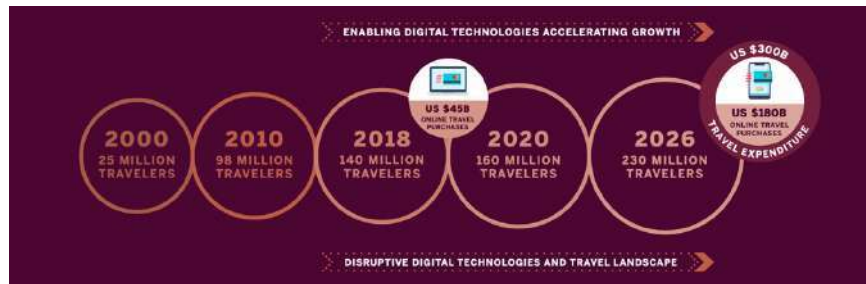 ENABLING DIGITAL TECHNOLOGIES ACCELERATING GROWTH
2000
25 MILLION
TRAVELERS
2010
98 MILLION
TRAVELERS
2018
140 MILLION
TRAVELERS
US $45B
ONLINE TRAVEL
PURCHASES
2020
160 MILLION
TRAVELERS
2026
230 MILLION
TRAVELERS
US $300B
US $180B
ONLINE TRAVEL
PURCHASES
TRAVEL EXPENDITURE
DISRUPTIVE DIGITAL TECHNOLOGIES AND TRAVEL LANDSCAPE